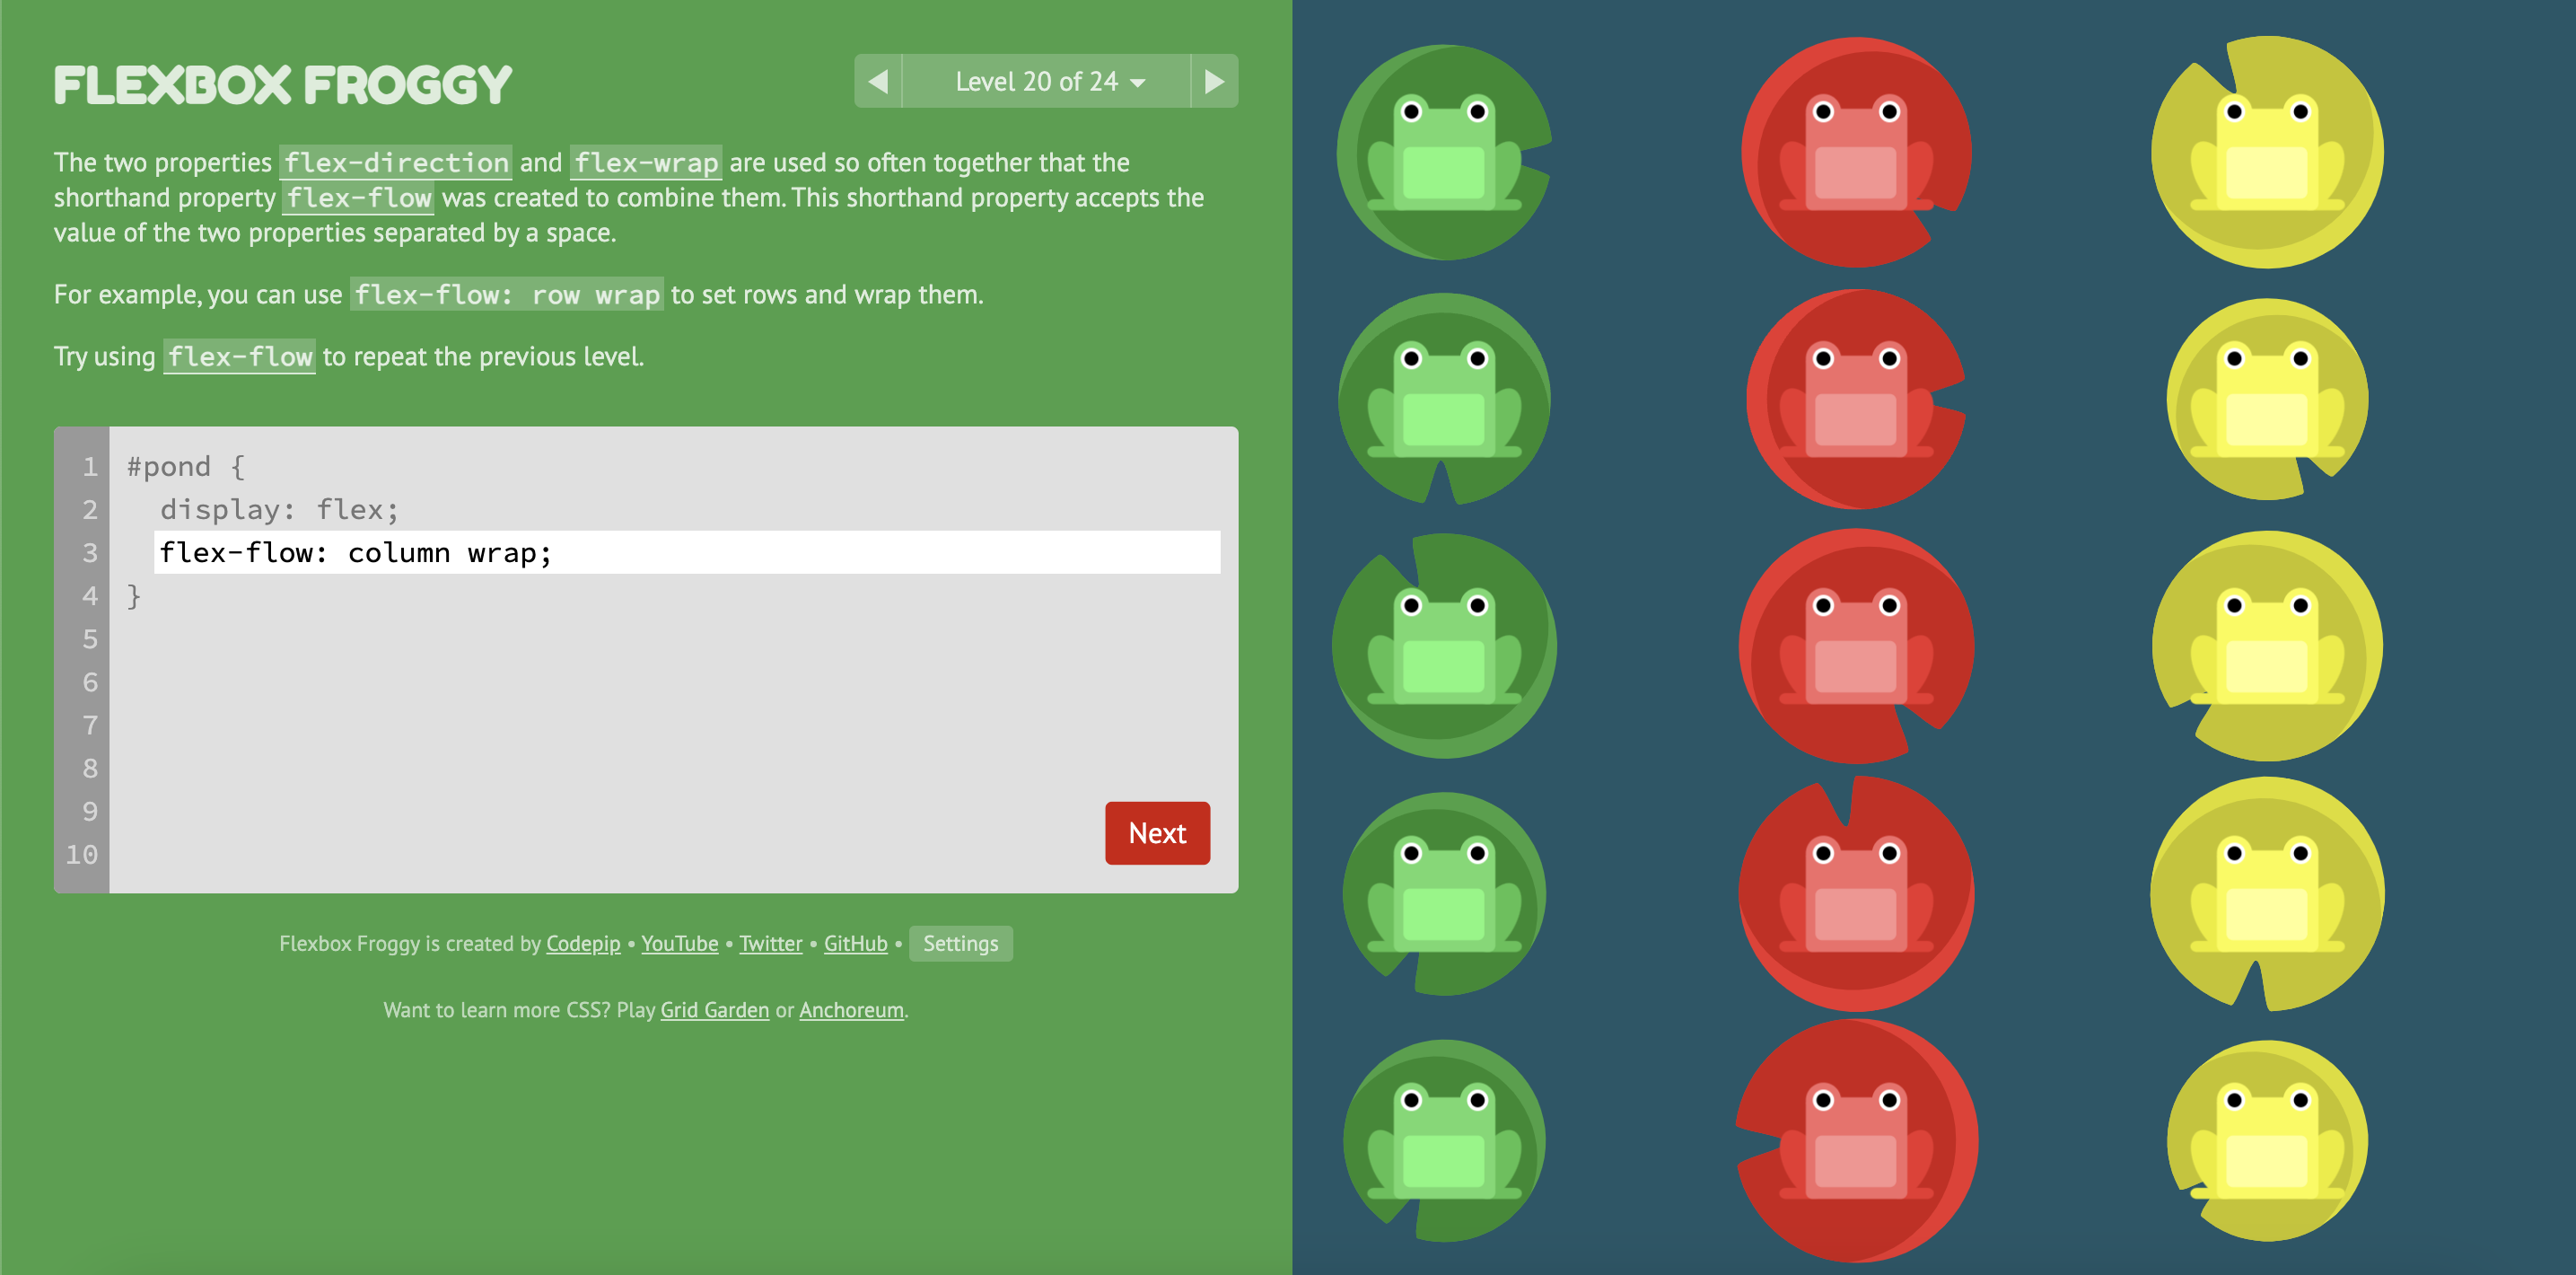 FLEXBOX FROGGY
Level 20 of 24
The two properties flex-direction and flex-wrap are used so often together that the
shorthand property flex-flow was created to combine them. This shorthand property accepts the
value of the two properties separated by a space.
For example, you can use flex-flow: row wrap to set rows and wrap them.
Try using flex-flow to repeat the previous level.
1 #pond {
2 display: flex;
3 flex-flow: column wrap;
4 }
5
6
7
8
9
10
Next
Flexbox Froggy is created by Codepip • YouTube • Twitter • GitHub • Settings
Want to learn more CSS? Play Grid Garden or Anchoreum.